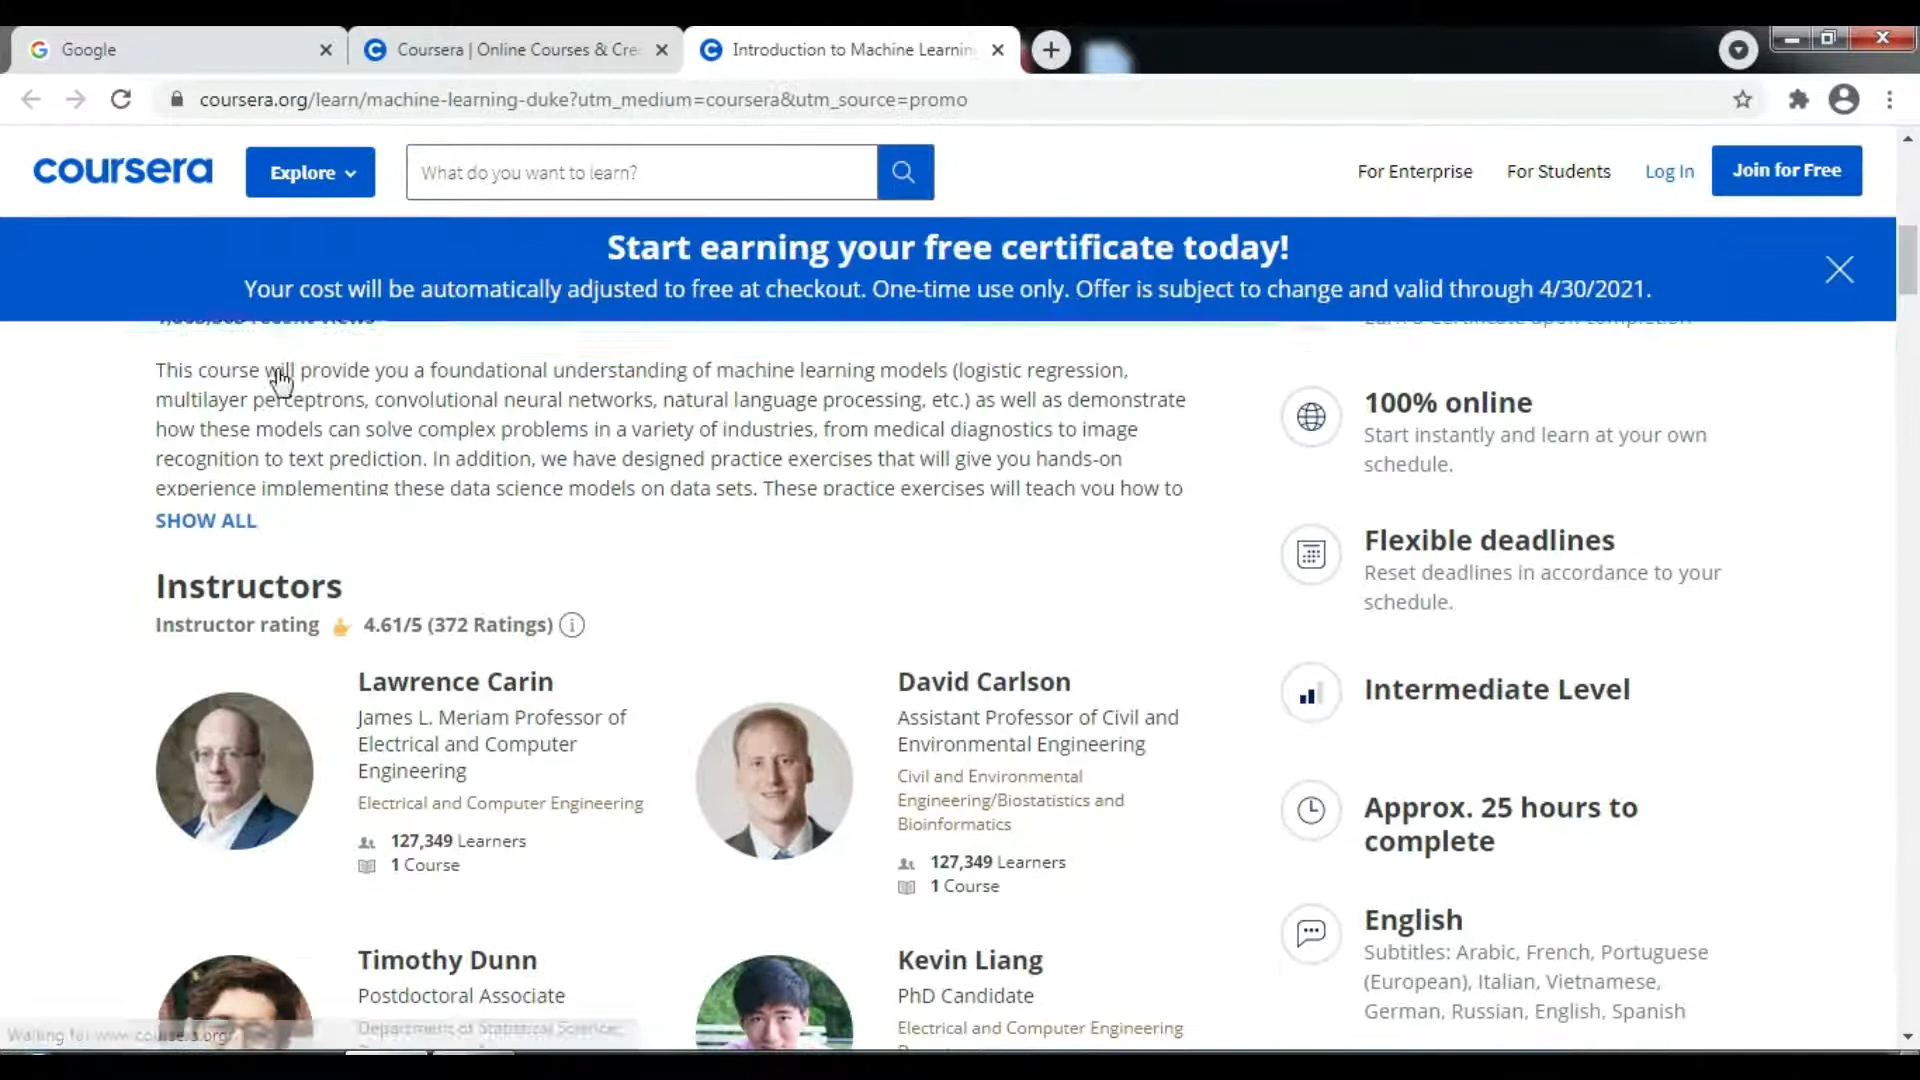 Google
Coursera | Online Courses & Cre
Introduction to Machine Learnin
coursera.org/learn/machine-learning-duke?utm_medium=coursera&utm_source=promo
coursera
Explore
What do you want to learn?
For Enterprise
For Students
Log In
Join for Free
Start earning your free certificate today!
Your cost will be automatically adjusted to free at checkout. One-time use only. Offer is subject to change and valid through 4/30/2021.
This course will provide you a foundational understanding of machine learning models (logistic regression,
multilayer perceptrons, convolutional neural networks, natural language processing, etc.) as well as demonstrate
how these models can solve complex problems in a variety of industries, from medical diagnostics to image
recognition to text prediction. In addition, we have designed practice exercises that will give you hands-on
experience implementing these data science models on data sets. These practice exercises will teach you how to
SHOW ALL
Instructors
Instructor rating 4.61/5 (372 Ratings)
Lawrence Carin
James L. Meriam Professor of
Electrical and Computer
Engineering
Electrical and Computer Engineering
127,349 Learners
1 Course
David Carlson
Assistant Professor of Civil and
Environmental Engineering
Civil and Environmental
Engineering/Biostatistics and
Bioinformatics
127,349 Learners
1 Course
Timothy Dunn
Postdoctoral Associate
Department of Statistical Science
Kevin Liang
PhD Candidate
Electrical and Computer Engineering
100% online
Start instantly and learn at your own
schedule.
Flexible deadlines
Reset deadlines in accordance to your
schedule.
Intermediate Level
Approx. 25 hours to
complete
English
Subtitles: Arabic, French, Portuguese
(European), Italian, Vietnamese,
German, Russian, English, Spanish
Waiting for www.coursera.org